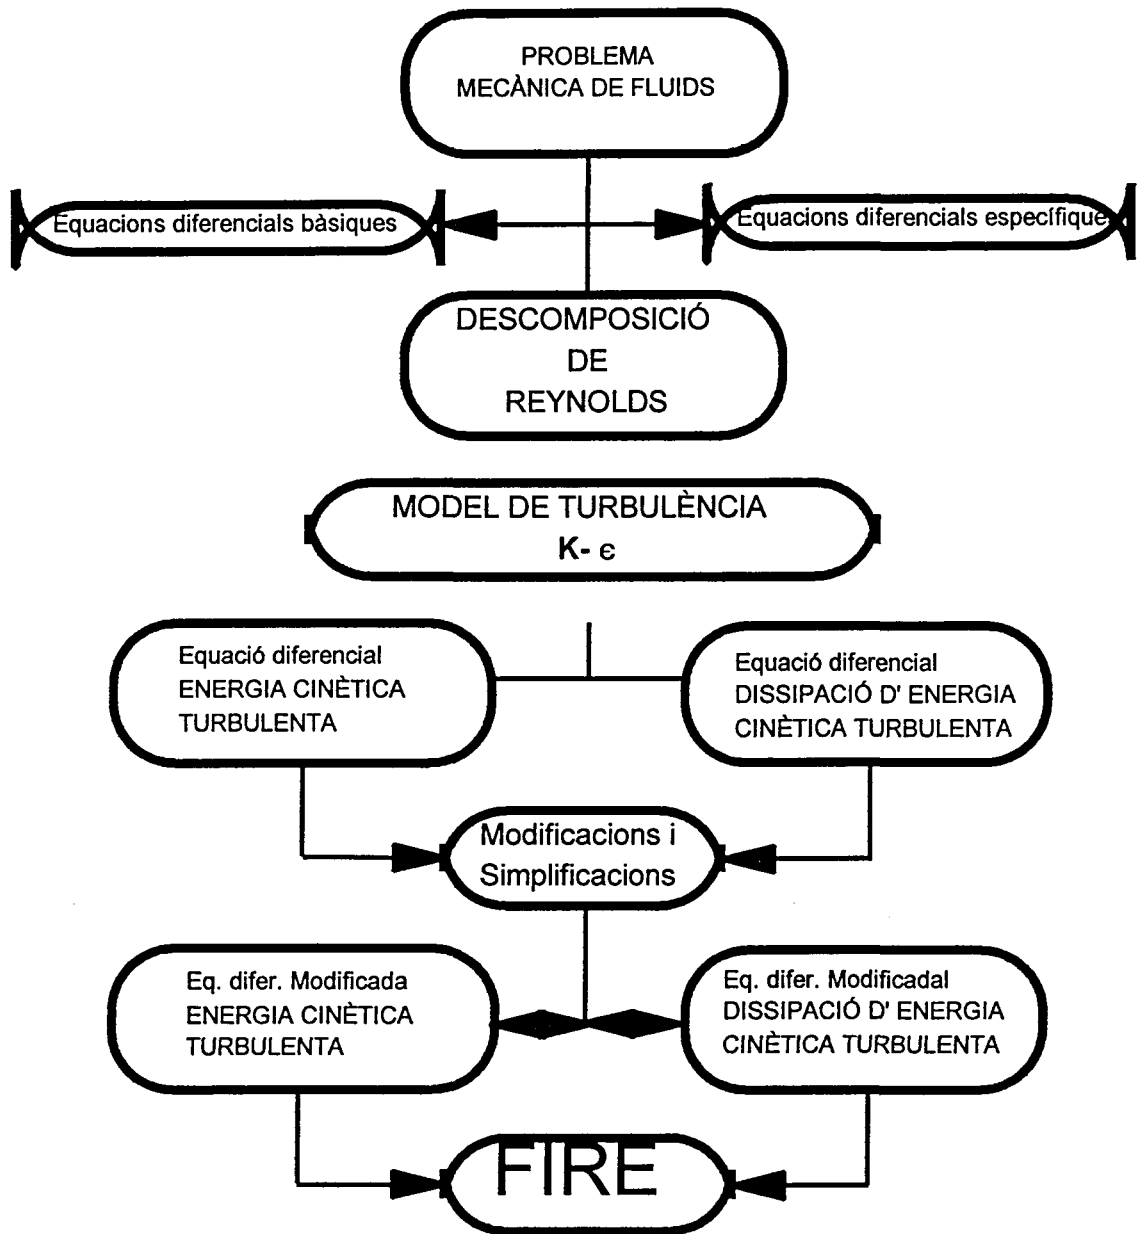 PROBLEMA
MECÀNICA DE FLUIDS
Equacions diferencials bàsiques
Equacions diferencials específique
DESCOMPOSICIÓ
DE
REYNOLDS
MODEL DE TURBULÈNCIA
K- ϵ
Equació diferencial
ENERGIA CINÈTICA
TURBULENTA
Equació diferencial
DISSIPACIÓ D' ENERGIA
CINÈTICA TURBULENTA
Modificacions i
Simplificacions
Eq. difer. Modificada
ENERGIA CINÈTICA
TURBULENTA
Eq. difer. Modificadal
DISSIPACIÓ D' ENERGIA
CINÈTICA TURBULENTA
FIRE